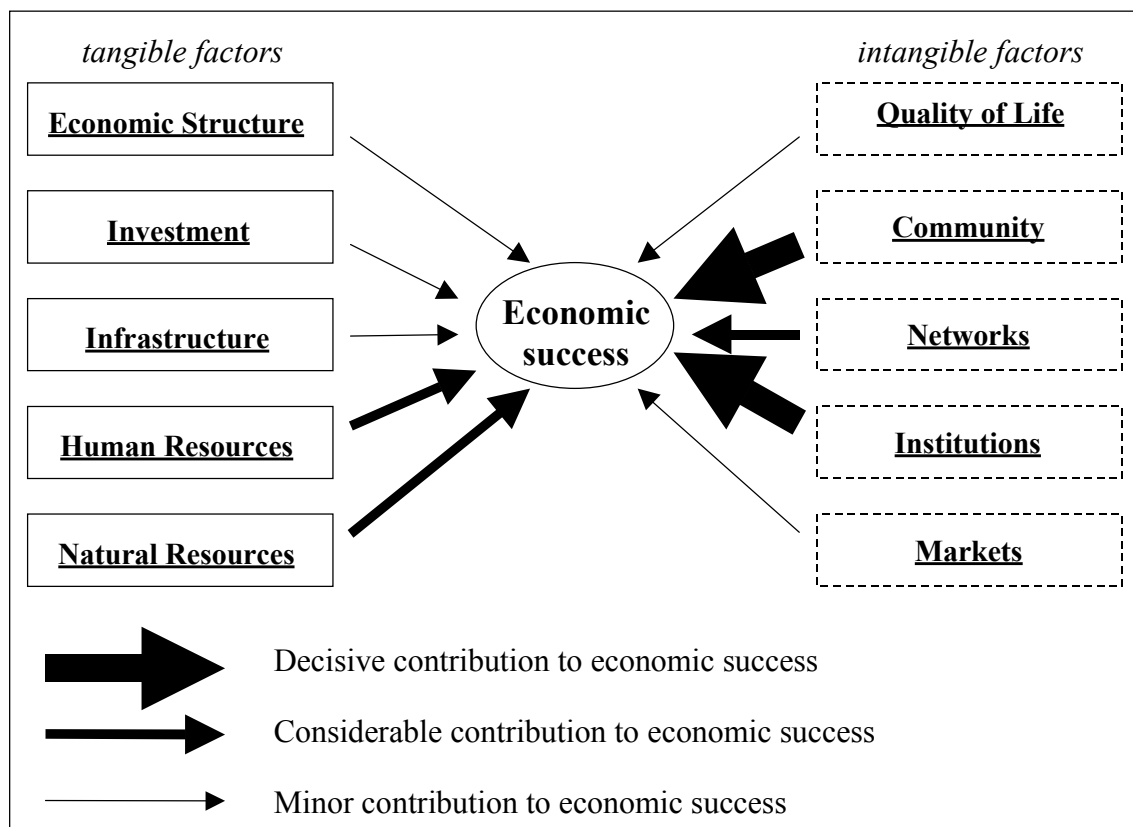 tangible factors
Economic Structure
Investment
Infrastructure
Human Resources
Natural Resources
Economic
success
intangible factors
Quality of Life
Community
Networks
Institutions
Markets
Decisive contribution to economic success
Considerable contribution to economic success
Minor contribution to economic success